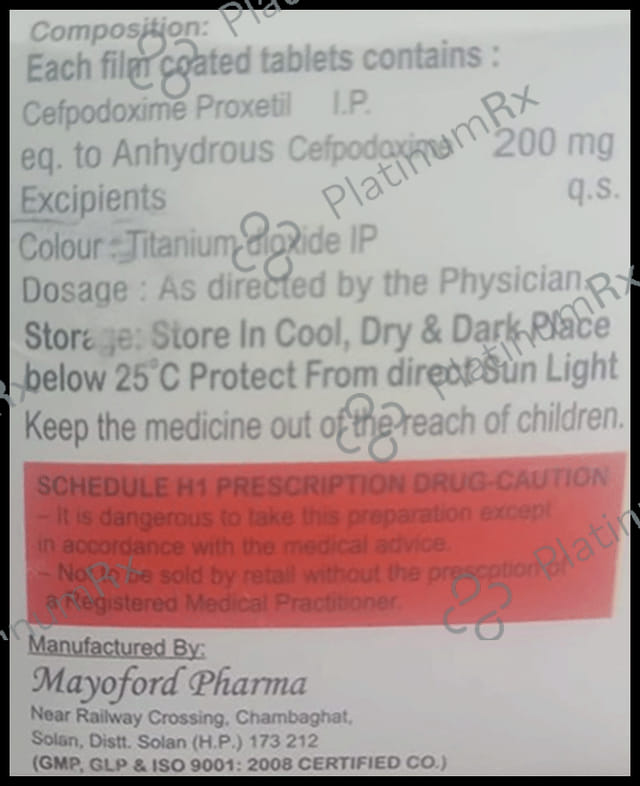 Composition:
Each film coated tablets contains :
Cefpodoxime Proxetil I.P.
eq. to Anhydrous Cefpodoxime 200 mg
Excipients q.s.
Colour : Titanium dioxide IP
Dosage : As directed by the Physician.
Storage: Store In Cool, Dry & Dark Place
below 25°C Protect From direct Sun Light
Keep the medicine out of the reach of children.
SCHEDULE H1 PRESCRIPTION DRUG-CAUTION
- It is dangerous to take this preparation except
in accordance with the medical advice.
- Not to be sold by retail without the prescption of
a Registered Medical Practitioner.
Manufactured By:
Mayoford Pharma
Near Railway Crossing, Chambaghat,
Solan, Distt. Solan (H.P.) 173 212
(GMP, GLP & ISO 9001: 2008 CERTIFIED CO.)
PlatinumRx
PlatinumRx
PlatinumRx